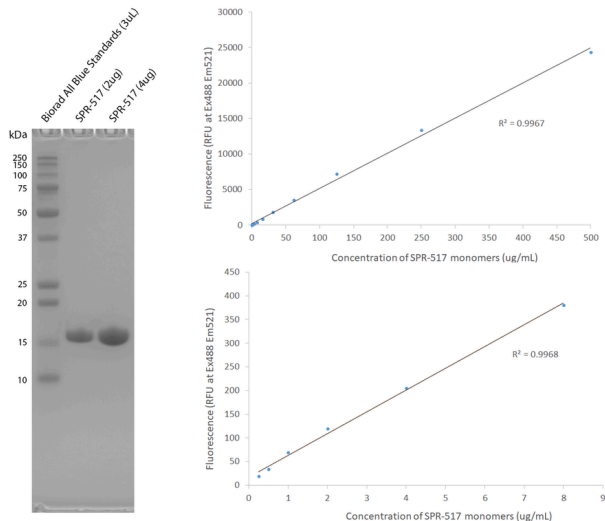 Biorad All Blue Standards (3uL)
SPR-517 (2ug)
SPR-517 (4ug)
kDa
250
150
100
75
50
37
25
20
15
10
Fluorescence (RFU at Ex488 Em521)
30000
25000
20000
15000
10000
5000
0
R² = 0.9967
0 50 100 150 200 250 300 350 400 450 500
Concentration of SPR-517 monomers (ug/mL)
Fluorescence (RFU at Ex488 Em521)
450
400
350
300
250
200
150
100
50
0
R² = 0.9968
0 1 2 3 4 5 6 7 8 9
Concentration of SPR-517 monomers (ug/mL)